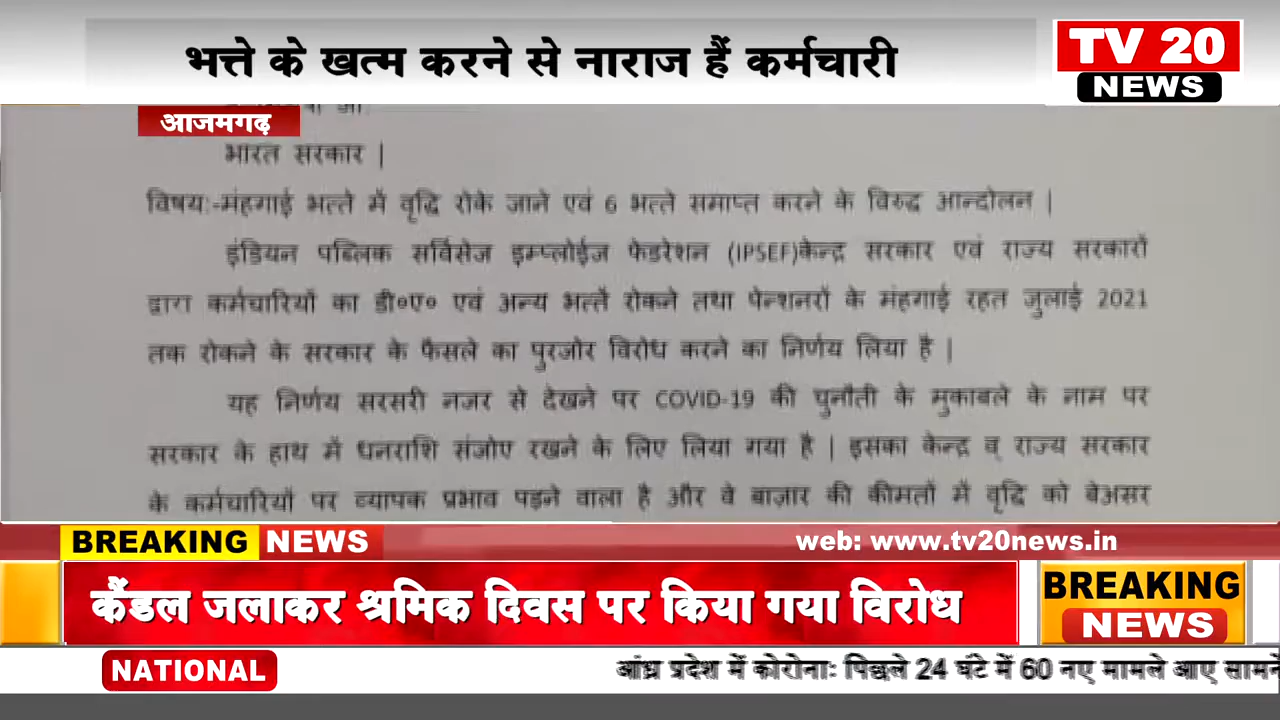 भत्ते के खत्म करने से नाराज हैं कर्मचारी
TV 20
NEWS
आजमगढ़
भारत सरकार |
विषय:-मंहगाई भत्ते में वृद्धि रोके जाने एवं 6 भत्ते समाप्त करने के विरुद्ध आन्दोलन |
इंडियन पब्लिक सर्विसेज इम्प्लोईज फेडरेशन (IPSEF)केन्द्र सरकार एवं राज्य सरकारों
द्वारा कर्मचारियों का डी०ए० एवं अन्य भत्तै रोकने तथा पेन्शनरों के मंहगाई रहत जुलाई 2021
तक रोकने के सरकार के फैसले का पुरजोर विरोध करने का निर्णय लिया है |
यह निर्णय सरसरी नजर से देखने पर COVID-19 की चुनौती के मुकाबले के नाम पर
सरकार के हाथ में धनराशि संजोए रखने के लिए लिया गया है | इसका केन्द्र व् राज्य सरकार
के कर्मचारियों पर व्यापक प्रभाव पड़ने वाला है और वे बाज़ार की कीमतों में वृद्धि को बेअसर
BREAKING NEWS
web: www.tv20news.in
कैंडल जलाकर श्रमिक दिवस पर किया गया विरोध
BREAKING
NEWS
NATIONAL
आंध्र प्रदेश में कोरोना: पिछले 24 घंटे में 60 नए मामले आए सामने